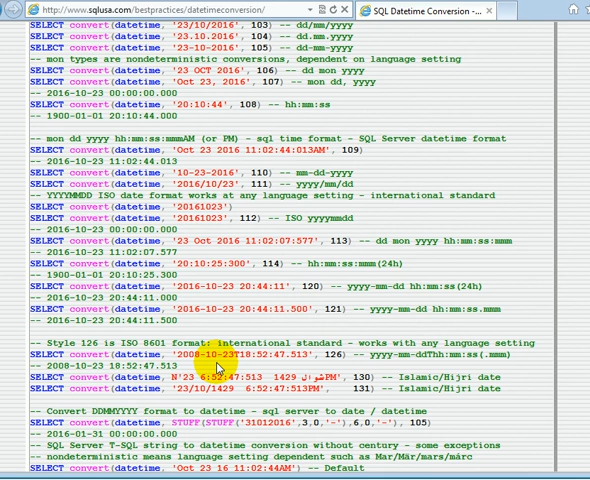 http://www.sqlusa.com/bestpractices/datetimeconversion/
SQL Datetime Conversion -...
SELECT convert(datetime, '23/10/2016', 103) -- dd/mm/yyyy
SELECT convert(datetime, '23.10.2016', 104) -- dd.mm.yyyy
SELECT convert(datetime, '23-10-2016', 105) -- dd-mm-yyyy
-- mon types are nondeterministic conversions, dependent on language setting
SELECT convert(datetime, '23 OCT 2016', 106) -- dd mon yyyy
SELECT convert(datetime, 'Oct 23, 2016', 107) -- mon dd, yyyy
-- 2016-10-23 00:00:00.000
SELECT convert(datetime, '20:10:44', 108) -- hh:mm:ss
-- 1900-01-01 20:10:44.000
-- mon dd yyyy hh:mm:ss:mmmAM (or PM) - sql time format - SQL Server datetime format
SELECT convert(datetime, 'Oct 23 2016 11:02:44:013AM', 109)
-- 2016-10-23 11:02:44.013
SELECT convert(datetime, '10-23-2016', 110) -- mm-dd-yyyy
SELECT convert(datetime, '2016/10/23', 111) -- yyyy/mm/dd
-- YYYYMMDD ISO date format works at any language setting - international standard
SELECT convert(datetime, '20161023')
SELECT convert(datetime, '20161023', 112) -- ISO yyyymmdd
-- 2016-10-23 00:00:00.000
SELECT convert(datetime, '23 Oct 2016 11:02:07:577', 113) -- dd mon yyyy hh:mm:ss:mmm
-- 2016-10-23 11:02:07.577
SELECT convert(datetime, '20:10:25:300', 114) -- hh:mm:ss:mmm(24h)
-- 1900-01-01 20:10:25.300
SELECT convert(datetime, '2016-10-23 20:44:11', 120) -- yyyy-mm-dd hh:mm:ss(24h)
-- 2016-10-23 20:44:11.000
SELECT convert(datetime, '2016-10-23 20:44:11.500', 121) -- yyyy-mm-dd hh:mm:ss.mmm
-- 2016-10-23 20:44:11.500
-- Style 126 is ISO 8601 format: international standard - works with any language setting
SELECT convert(datetime, '2008-10-23T18:52:47.513', 126) -- yyyy-mm-ddThh:mm:ss(.mmm)
-- 2008-10-23 18:52:47.513
SELECT convert(datetime, N'23 شوال 1429 6:52:47:513PM', 130) -- Islamic/Hijri date
SELECT convert(datetime, '23/10/1429 6:52:47:513PM', 131) -- Islamic/Hijri date
-- Convert DDMMYYYY format to datetime - sql server to date / datetime
SELECT convert(datetime, STUFF(STUFF('31012016',3,0,'-'),6,0,'-'), 105)
-- 2016-01-31 00:00:00.000
-- SQL Server T-SQL string to datetime conversion without century - some exceptions
-- nondeterministic means language setting dependent such as Mar/Mär/mars/márc
SELECT convert(datetime, 'Oct 23 16 11:02:44AM') -- Default